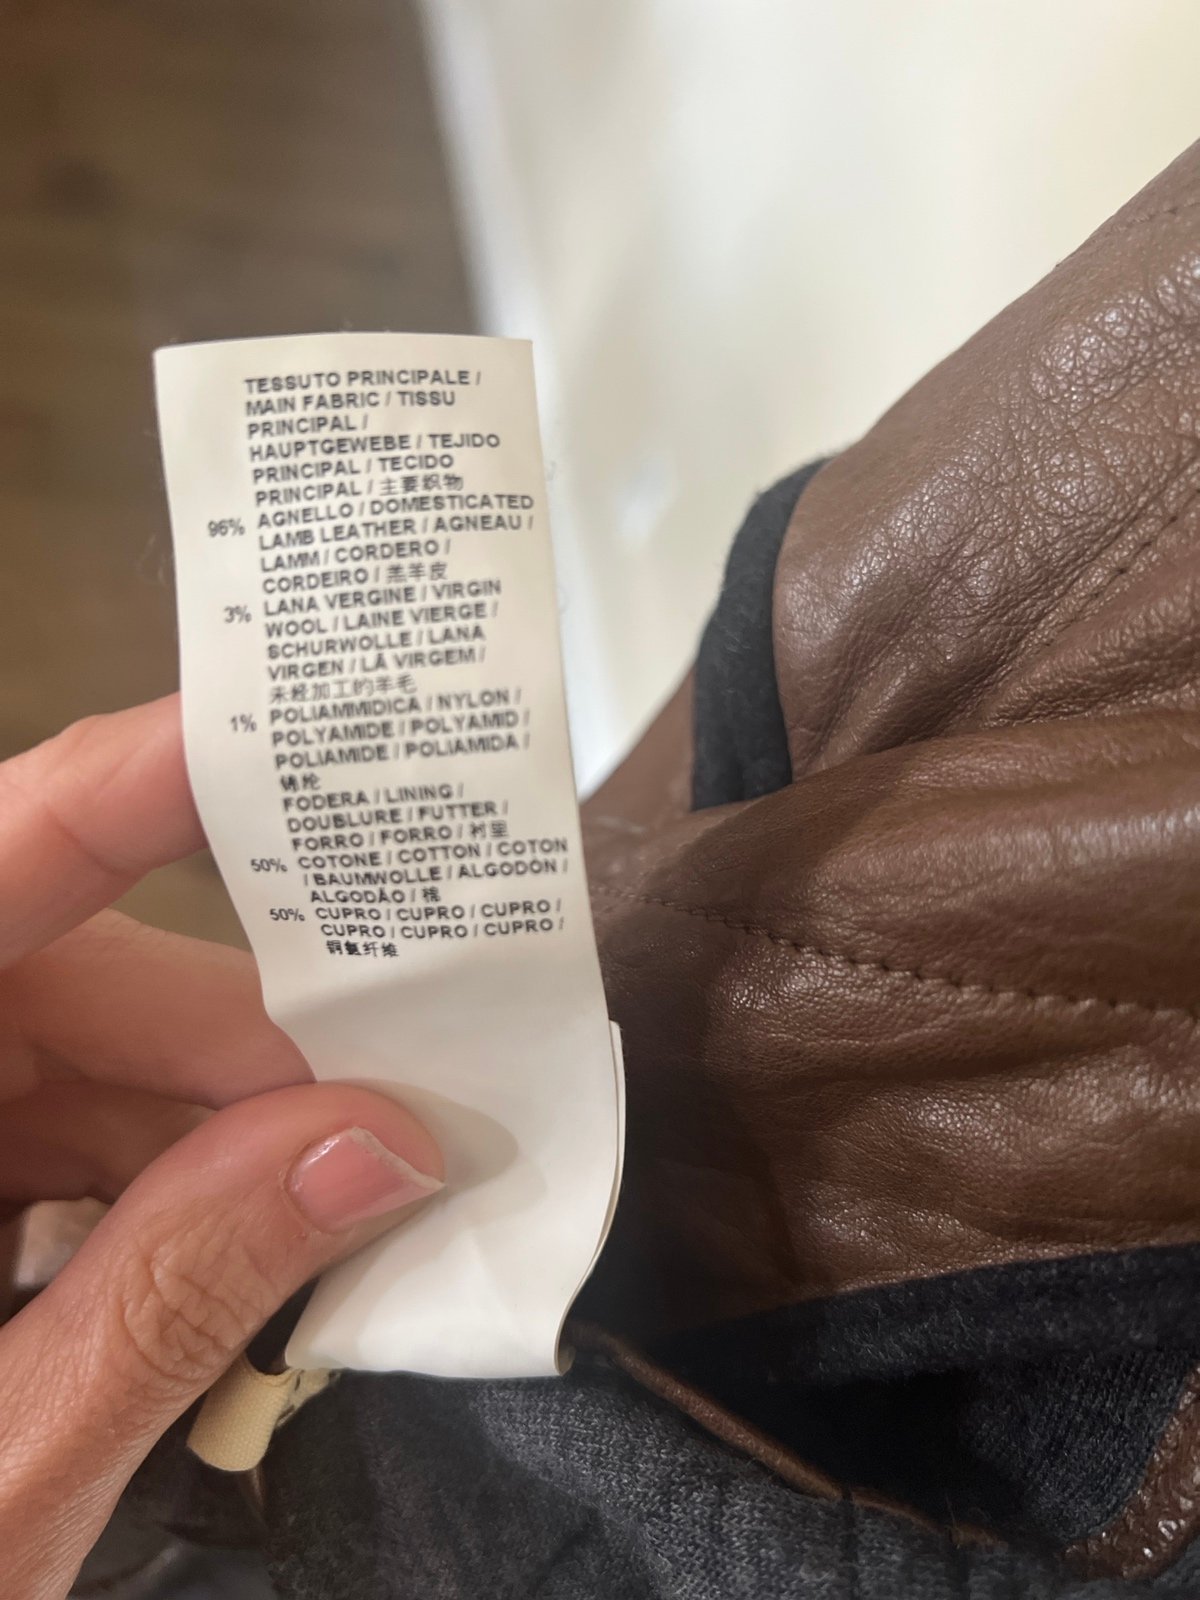 TESSUTO PRINCIPALE /
MAIN FABRIC / TISSU
PRINCIPAL /
HAUPTGEWEBE / TEJIDO
PRINCIPAL / TECIDO
PRINCIPAL / 主要织物
96% AGNELLO / DOMESTICATED
LAMB LEATHER / AGNEAU /
LAMM / CORDERO /
CORDEIRO / 羔羊皮
3% LANA VERGINE / VIRGIN
WOOL / LAINE VIERGE /
SCHURWOLLE / LANA
VIRGEN / LÃ VIRGEM /
未经加工的羊毛
1% POLIAMMIDICA / NYLON /
POLYAMIDE / POLYAMID /
POLIAMIDE / POLIAMIDA /
锦纶
FODERA / LINING /
DOUBLURE / FUTTER /
FORRO / FORRO / 衬里
50% COTONE / COTTON / COTON
/ BAUMWOLLE / ALGODÓN /
ALGODÃO / 棉
50% CUPRO / CUPRO / CUPRO /
CUPRO / CUPRO / CUPRO /
铜氨纤维